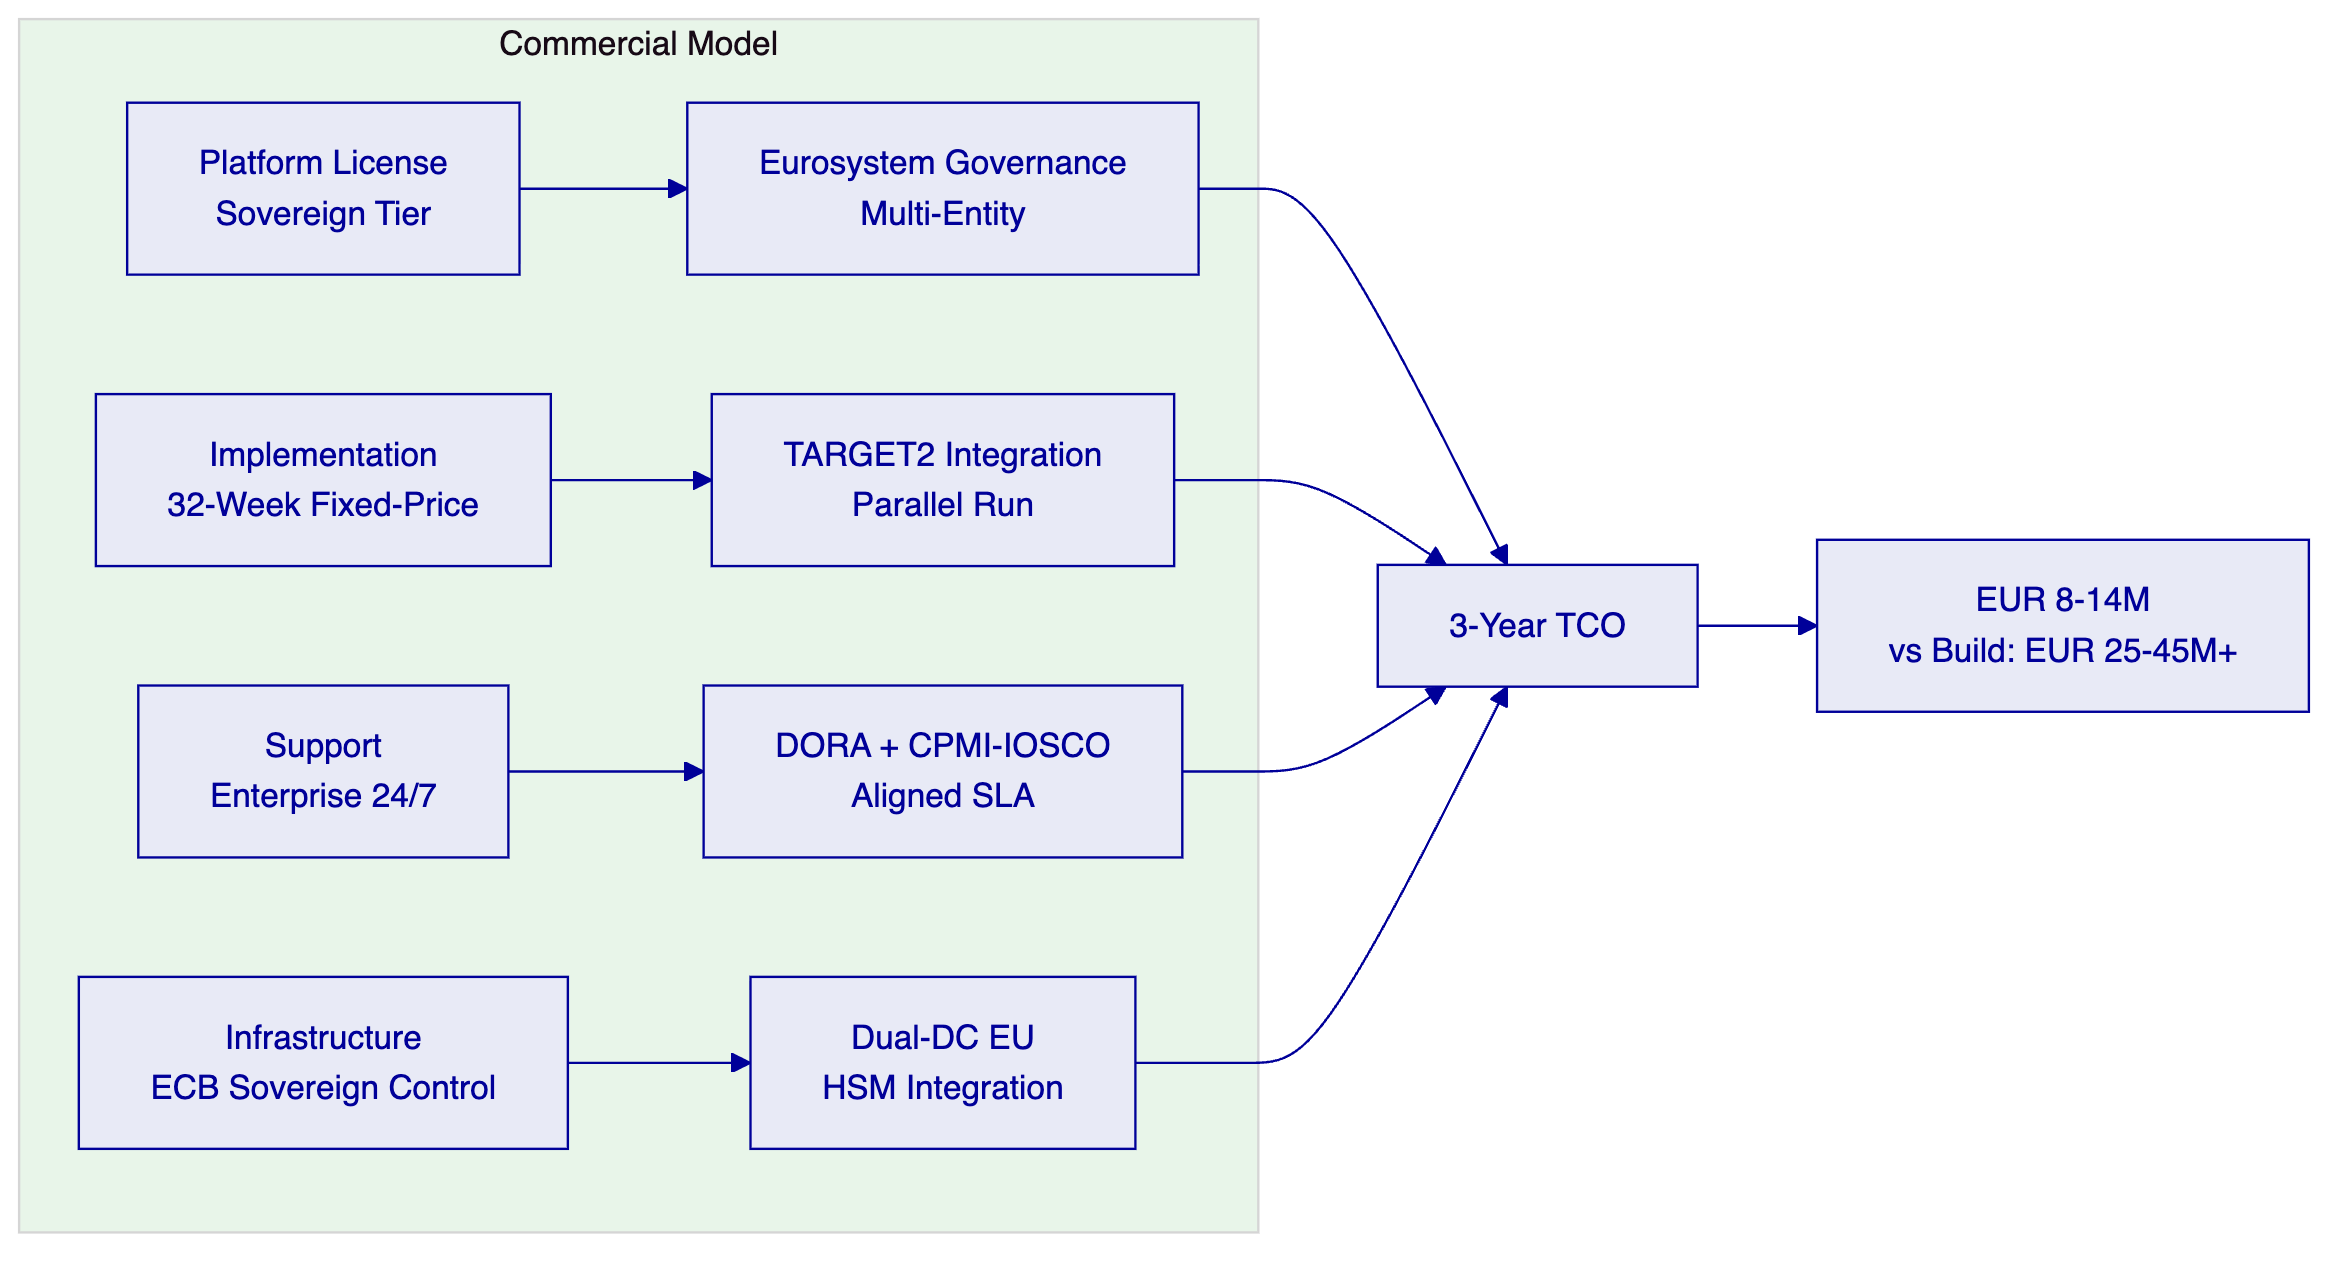 Commercial Model
Platform License
Sovereign Tier
Eurosystem Governance
Multi-Entity
Implementation
32-Week Fixed-Price
TARGET2 Integration
Parallel Run
Support
Enterprise 24/7
DORA + CPMI-IOSCO
Aligned SLA
Infrastructure
ECB Sovereign Control
Dual-DC EU
HSM Integration
3-Year TCO
EUR 8-14M
vs Build: EUR 25-45M+